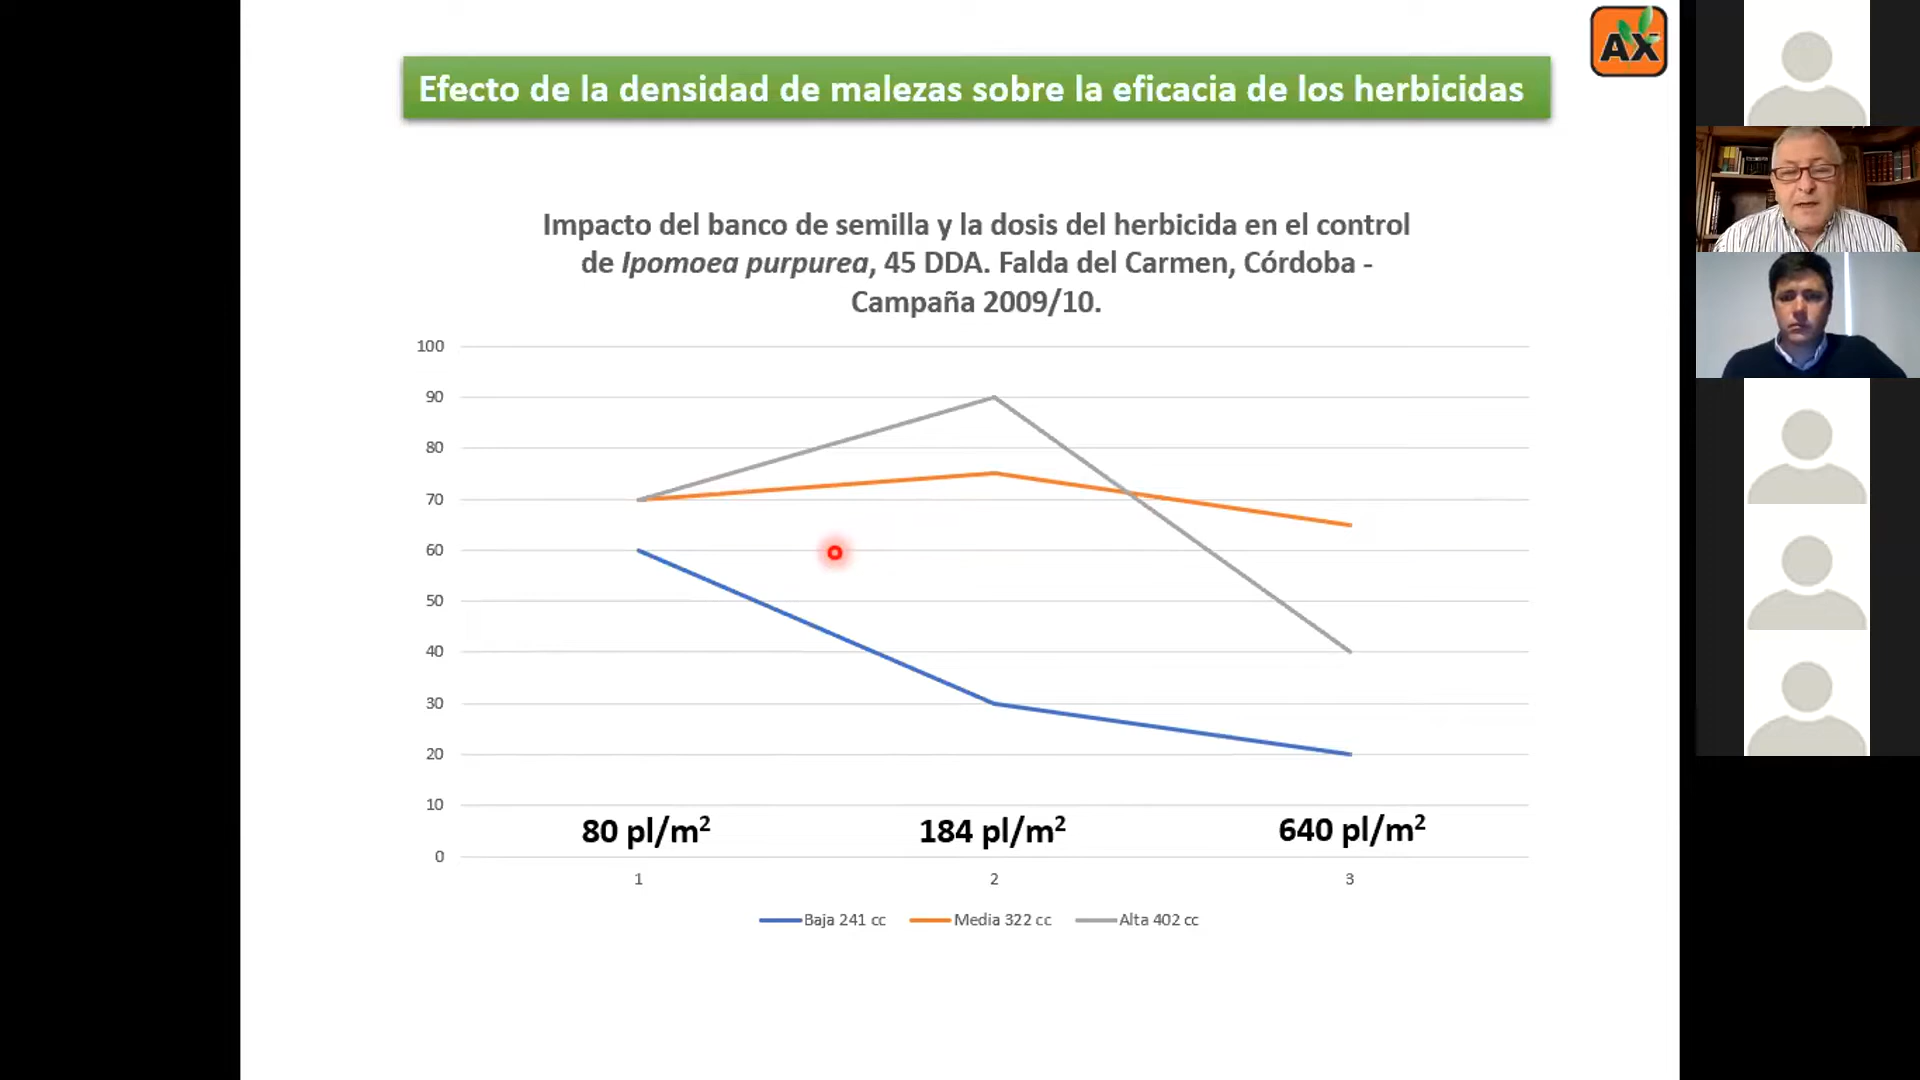 AX
Efecto de la densidad de malezas sobre la eficacia de los herbicidas
Impacto del banco de semilla y la dosis del herbicida en el control
de Ipomoea purpurea, 45 DDA. Falda del Carmen, Córdoba -
Campaña 2009/10.
100
90
80
70
60
50
40
30
20
10
0
80 pl/m²
184 pl/m²
640 pl/m²
1
2
3
Baja 241 cc
Media 322 cc
Alta 402 cc